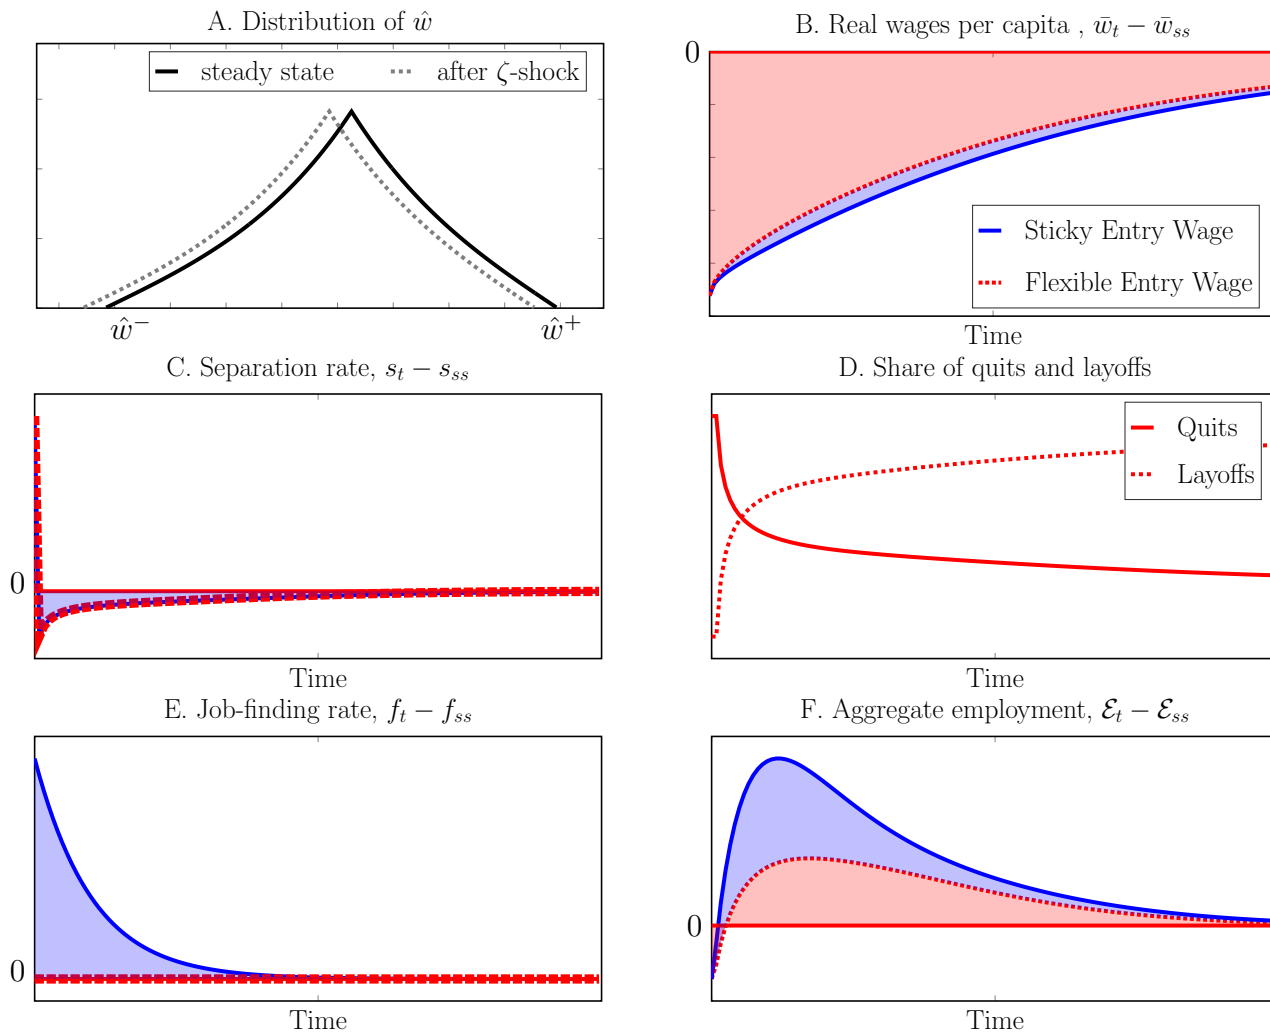 A. Distribution of ŵ
steady state
after ζ-shock
ŵ⁻
ŵ⁺
B. Real wages per capita , w̄ₜ − w̄ₛₛ
0
Sticky Entry Wage
Flexible Entry Wage
Time
C. Separation rate, sₜ − sₛₛ
0
Time
D. Share of quits and layoffs
Quits
Layoffs
Time
E. Job-finding rate, fₜ − fₛₛ
0
Time
F. Aggregate employment, ℰₜ − ℰₛₛ
0
Time